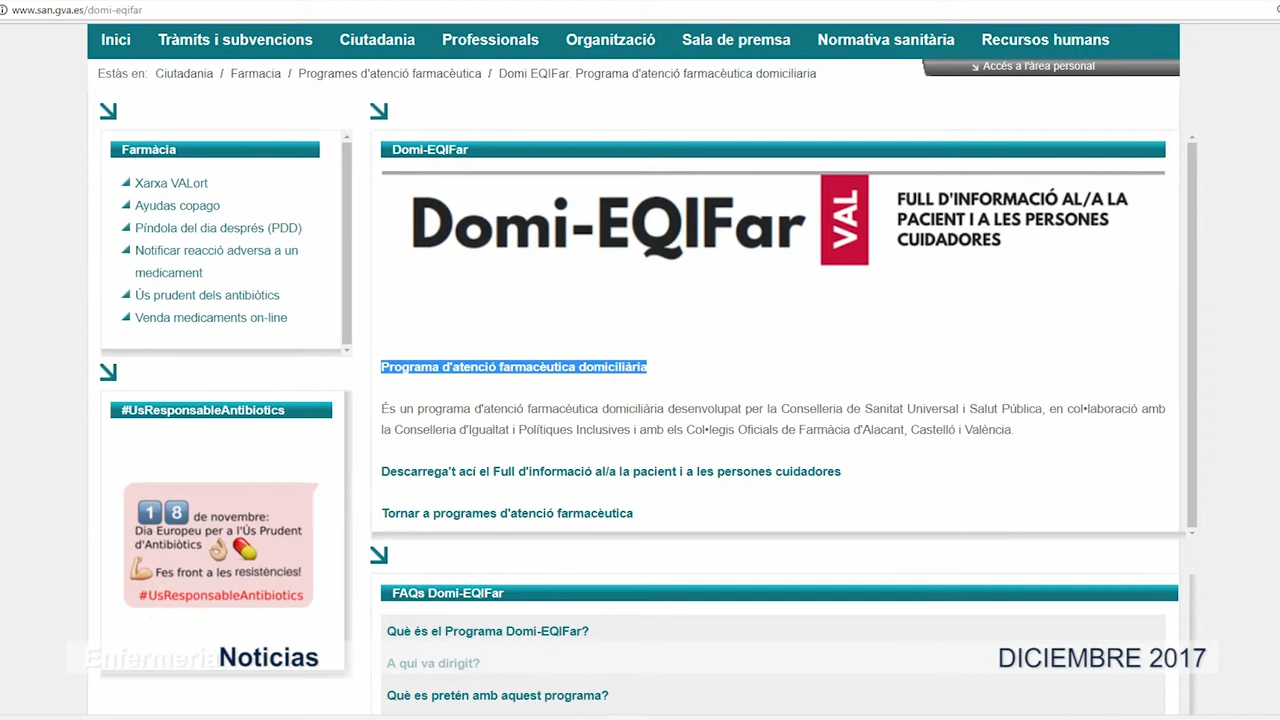 www.san.gva.es/domi-eqifar
Inici Tràmits i subvencions Ciutadania Professionals Organització Sala de premsa Normativa sanitària Recursos humans
Estàs en: Ciutadania / Farmacia / Programes d'atenció farmacèutica / Domi EQIFar. Programa d'atenció farmacèutica domiciliaria
Accés a l'àrea personal
Farmàcia
Xarxa VALort
Ayudas copago
Píndola del dia després (PDD)
Notificar reacció adversa a un
medicament
Ús prudent dels antibiòtics
Venda medicaments on-line
#UsResponsableAntibiotics
18 de novembre:
Dia Europeu per a l'Ús Prudent
d'Antibiòtics
Fes front a les resistències!
#UsResponsableAntibiotics
Domi-EQIFar
Domi-EQIFar VAL
FULL D'INFORMACIÓ AL/A LA
PACIENT I A LES PERSONES
CUIDADORES
Programa d'atenció farmacèutica domiciliària
És un programa d'atenció farmacèutica domiciliària desenvolupat per la Conselleria de Sanitat Universal i Salut Pública, en col•laboració amb
la Conselleria d'Igualtat i Polítiques Inclusives i amb els Col•legis Oficials de Farmàcia d'Alacant, Castelló i València.
Descarrega't ací el Full d'informació al/a la pacient i a les persones cuidadores
Tornar a programes d'atenció farmacèutica
FAQs Domi-EQIFar
Què és el Programa Domi-EQIFar?
A qui va dirigit?
Què es pretén amb aquest programa?
EnfermeriaNoticias
DICIEMBRE 2017